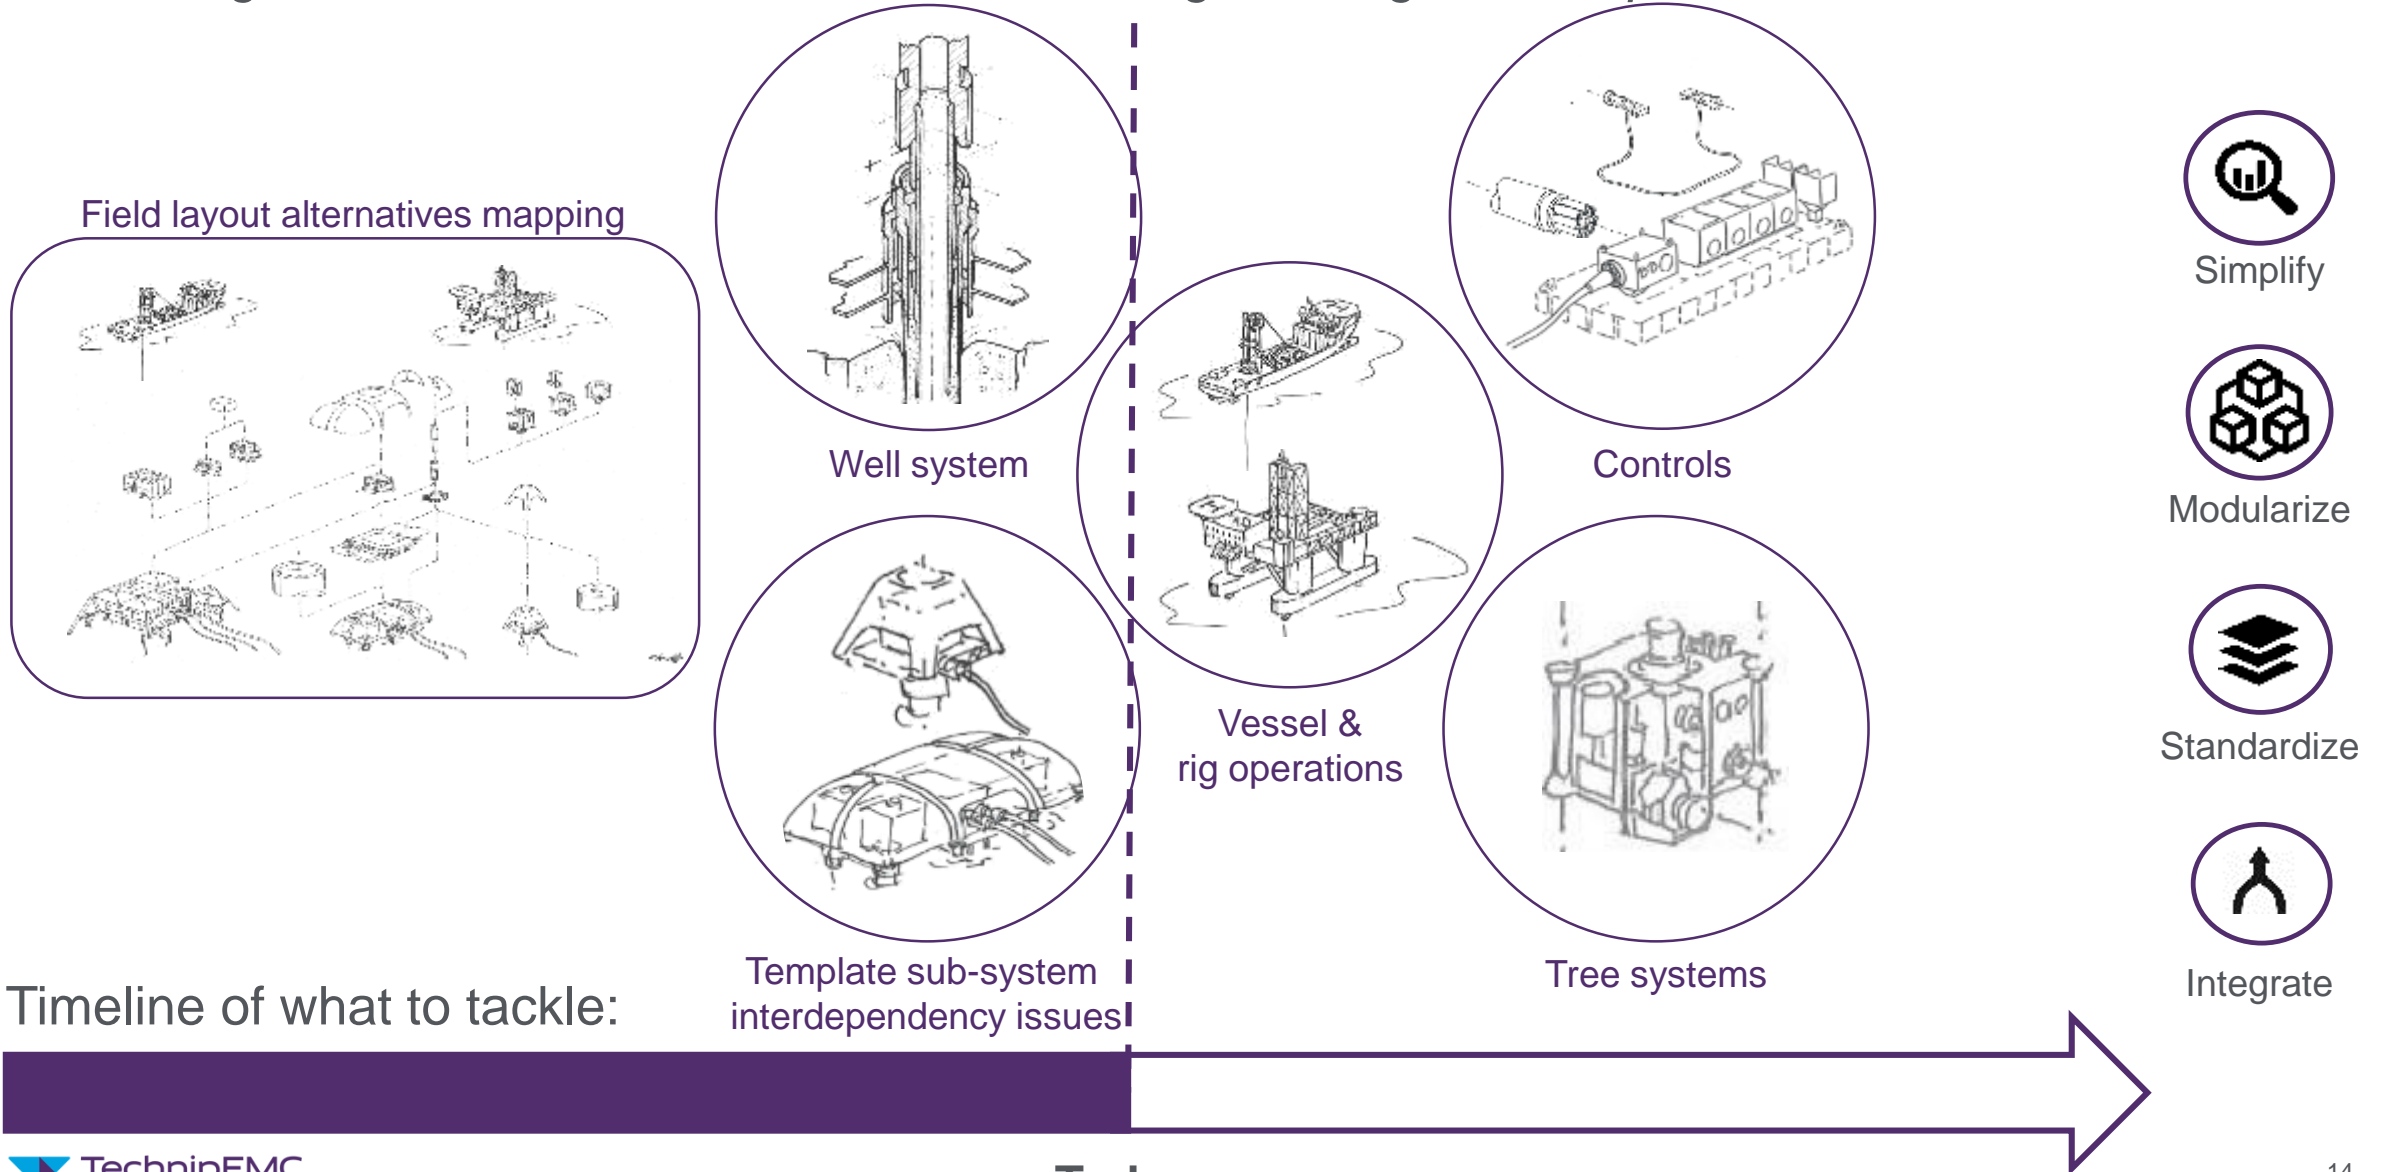 Field layout alternatives mapping
Well system
Controls
Vessel &
rig operations
Template sub-system
interdependency issues
Tree systems
Simplify
Modularize
Standardize
Integrate
Timeline of what to tackle:
TechnipFMC
14